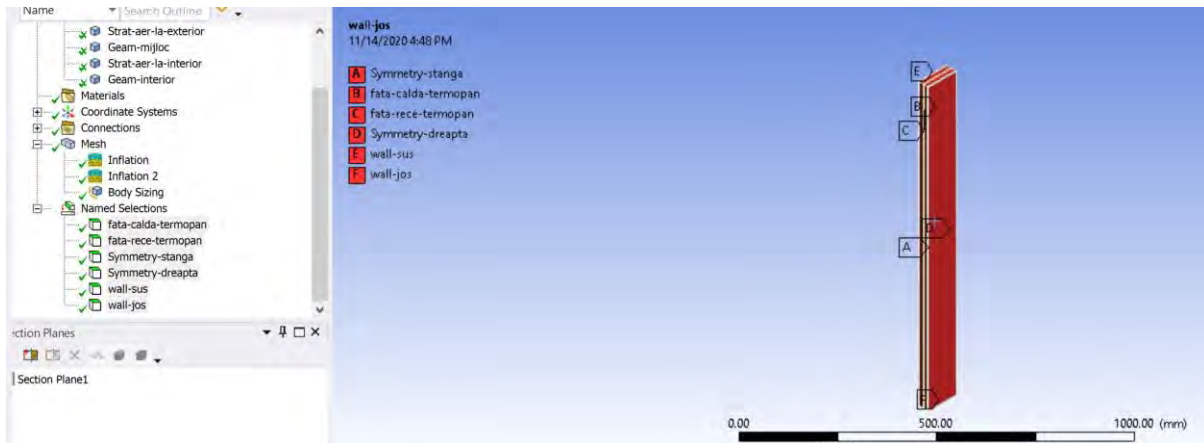 Name
Search Outline
Strat-aer-la-exterior
Geam-mijloc
Strat-aer-la-interior
Geam-interior
Materials
Coordinate Systems
Connections
Mesh
Inflation
Inflation 2
Body Sizing
Named Selections
fata-calda-termopan
fata-rece-termopan
Symmetry-stanga
Symmetry-dreapta
wall-sus
wall-jos
ction Planes
Section Plane1
wall-jos
11/14/2020 4:48 PM
A Symmetry-stanga
B fata-calda-termopan
C fata-rece-termopan
D Symmetry-dreapta
E wall-sus
F wall-jos
E
B
C
D
A
F
0.00 500.00 1000.00 (mm)